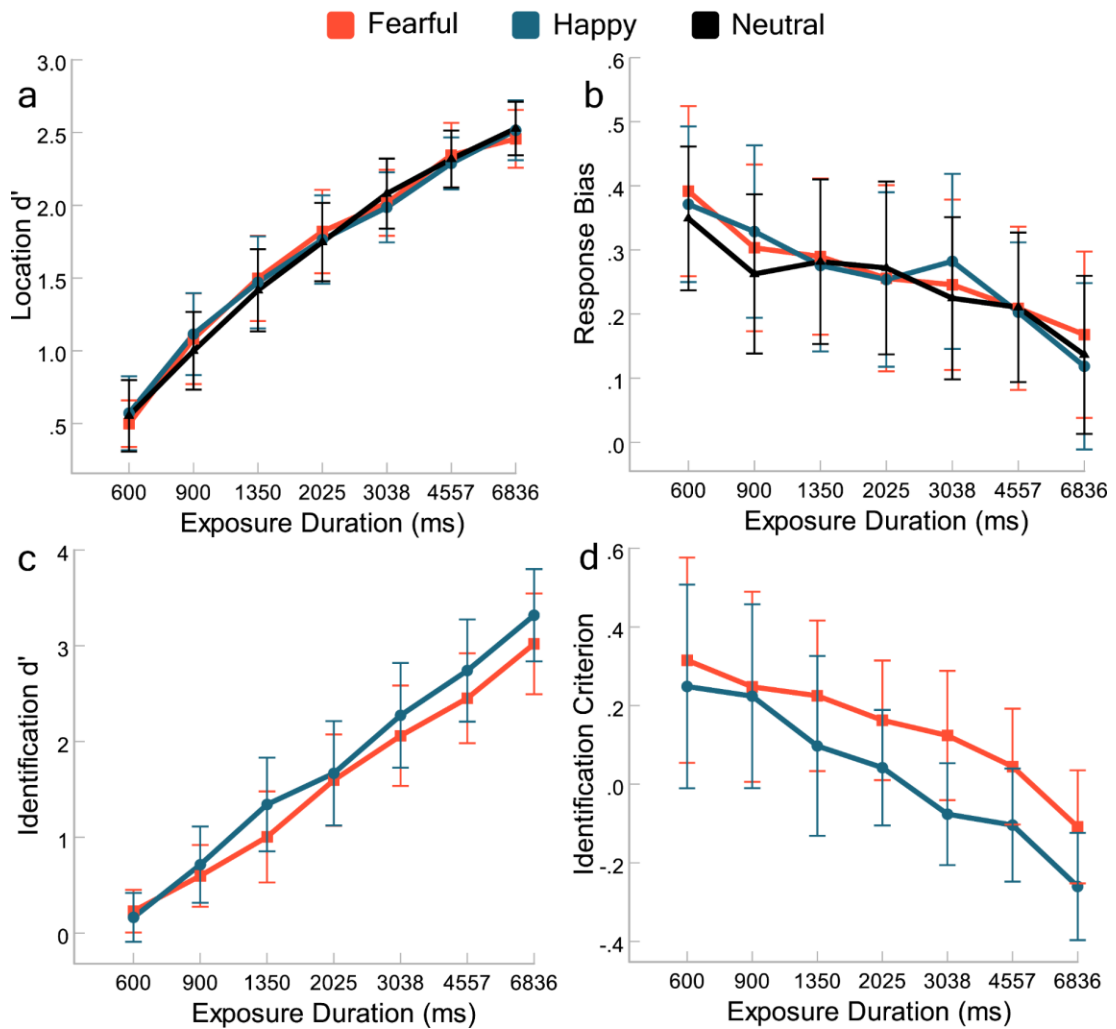 Fearful Happy Neutral
a
3.0
2.5
2.0
1.5
1.0
.5
Location d'
600 900 1350 2025 3038 4557 6836
Exposure Duration (ms)
b
.6
.5
.4
.3
.2
.1
.0
Response Bias
600 900 1350 2025 3038 4557 6836
Exposure Duration (ms)
c
4
3
2
1
0
Identification d'
600 900 1350 2025 3038 4557 6836
Exposure Duration (ms)
d
.6
.4
.2
.0
-.2
-.4
Identification Criterion
600 900 1350 2025 3038 4557 6836
Exposure Duration (ms)